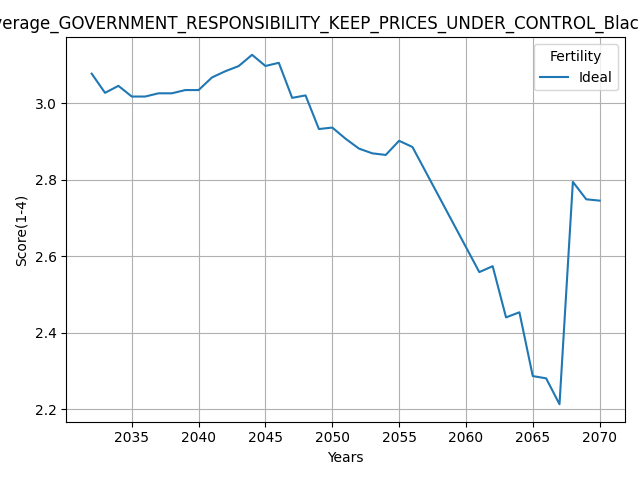 verage_GOVERNMENT_RESPONSIBILITY_KEEP_PRICES_UNDER_CONTROL_Blac
Fertility
Ideal
Score(1-4)
3.0
2.8
2.6
2.4
2.2
2035 2040 2045 2050 2055 2060 2065 2070
Years